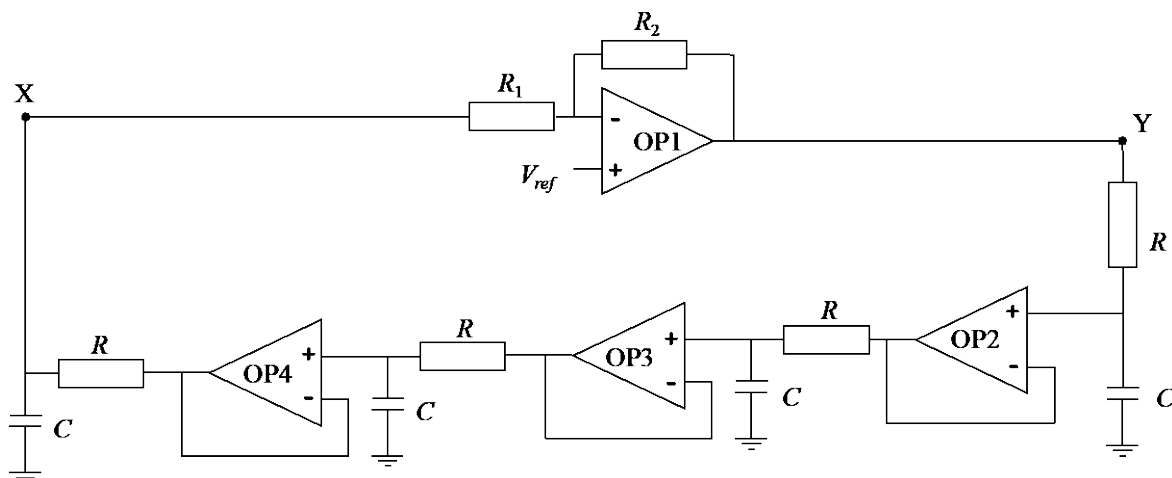 R2
X
R1
-
OP1
Y
Vref
+
R
R
R
R
+
OP2
-
+
OP3
-
+
OP4
-
C
C
C
C